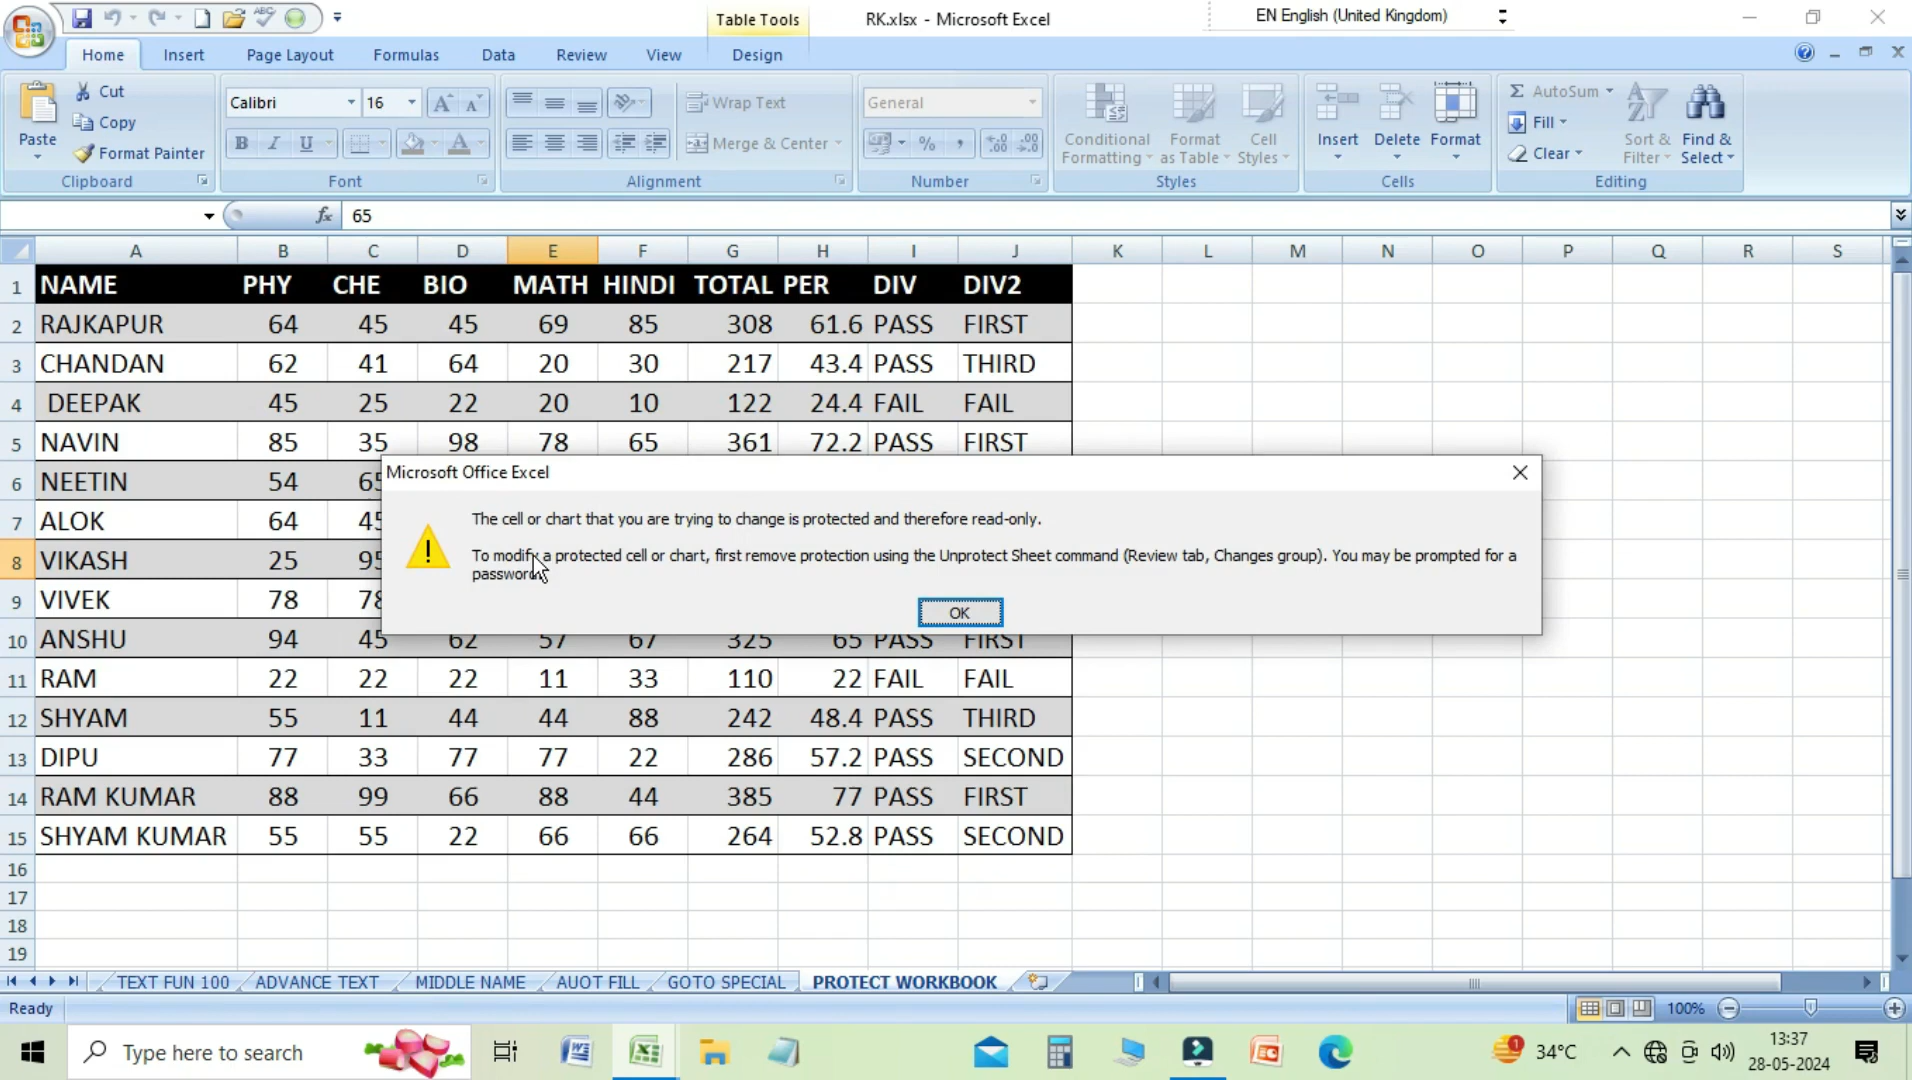 Table Tools
RK.xlsx - Microsoft Excel
EN English (United Kingdom)
Home Insert Page Layout Formulas Data Review View Design
Paste
Cut
Copy
Format Painter
Clipboard
Calibri 16
B I U A
Font
Wrap Text
Merge & Center
Alignment
General
%
Number
Conditional Formatting
Format as Table
Cell Styles
Styles
Insert Delete Format
Cells
Σ AutoSum
Fill
Clear
Sort & Filter
Find & Select
Editing
fx 65
A B C D E F G H I J K L M N O P Q R S
1 NAME PHY CHE BIO MATH HINDI TOTAL PER DIV DIV2
2 RAJKAPUR 64 45 45 69 85 308 61.6 PASS FIRST
3 CHANDAN 62 41 64 20 30 217 43.4 PASS THIRD
4 DEEPAK 45 25 22 20 10 122 24.4 FAIL FAIL
5 NAVIN 85 35 98 78 65 361 72.2 PASS FIRST
6 NEETIN 54
7 ALOK 64
8 VIKASH 25
9 VIVEK 78
10 ANSHU 94 45 62 57 67 325 65 PASS FIRST
11 RAM 22 22 22 11 33 110 22 FAIL FAIL
12 SHYAM 55 11 44 44 88 242 48.4 PASS THIRD
13 DIPU 77 33 77 77 22 286 57.2 PASS SECOND
14 RAM KUMAR 88 99 66 88 44 385 77 PASS FIRST
15 SHYAM KUMAR 55 55 22 66 66 264 52.8 PASS SECOND
16
17
18
19
Microsoft Office Excel
The cell or chart that you are trying to change is protected and therefore read-only.
To modify a protected cell or chart, first remove protection using the Unprotect Sheet command (Review tab, Changes group). You may be prompted for a
password.
OK
TEXT FUN 100 ADVANCE TEXT MIDDLE NAME AUOT FILL GOTO SPECIAL PROTECT WORKBOOK
Ready
100%
Type here to search
1
34°C
13:37
28-05-2024